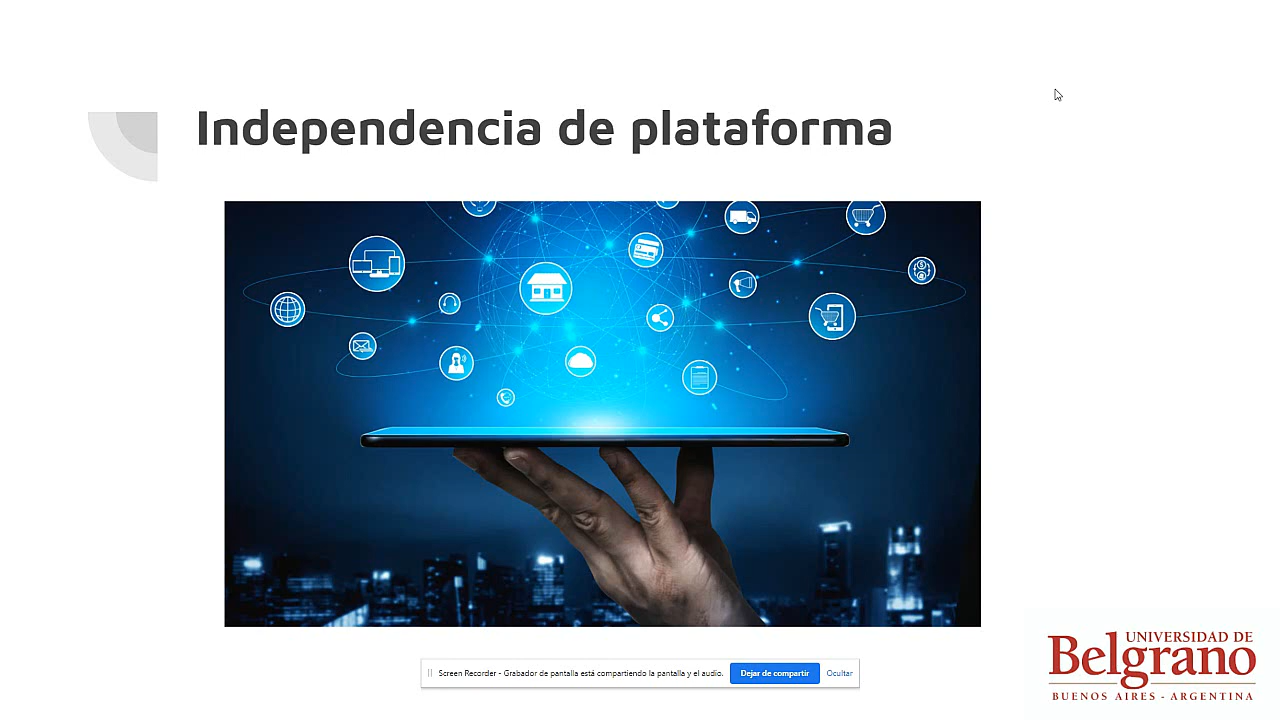 Independencia de plataforma
Screen Recorder - Grabador de pantalla está compartiendo la pantalla y el audio.
Dejar de compartir
Ocultar
UNIVERSIDAD DE
Belgrano
BUENOS AIRES - ARGENTINA